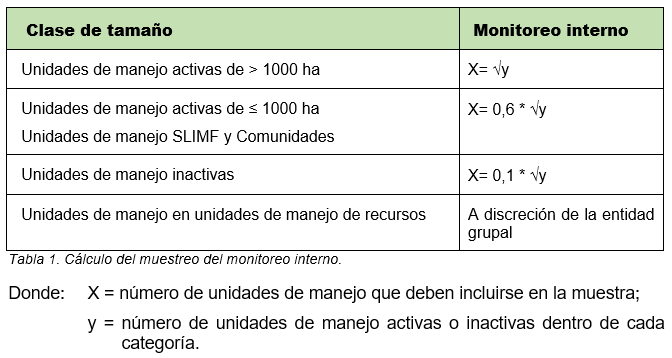 Clase de tamaño Monitoreo interno
Unidades de manejo activas de > 1000 ha X= √y
Unidades de manejo activas de ≤ 1000 ha X= 0,6 * √y
Unidades de manejo SLIMF y Comunidades
Unidades de manejo inactivas X= 0,1 * √y
Unidades de manejo en unidades de manejo de recursos A discreción de la entidad
grupal
Tabla 1. Cálculo del muestreo del monitoreo interno.
Donde: X = número de unidades de manejo que deben incluirse en la muestra;
y = número de unidades de manejo activas o inactivas dentro de cada
categoría.